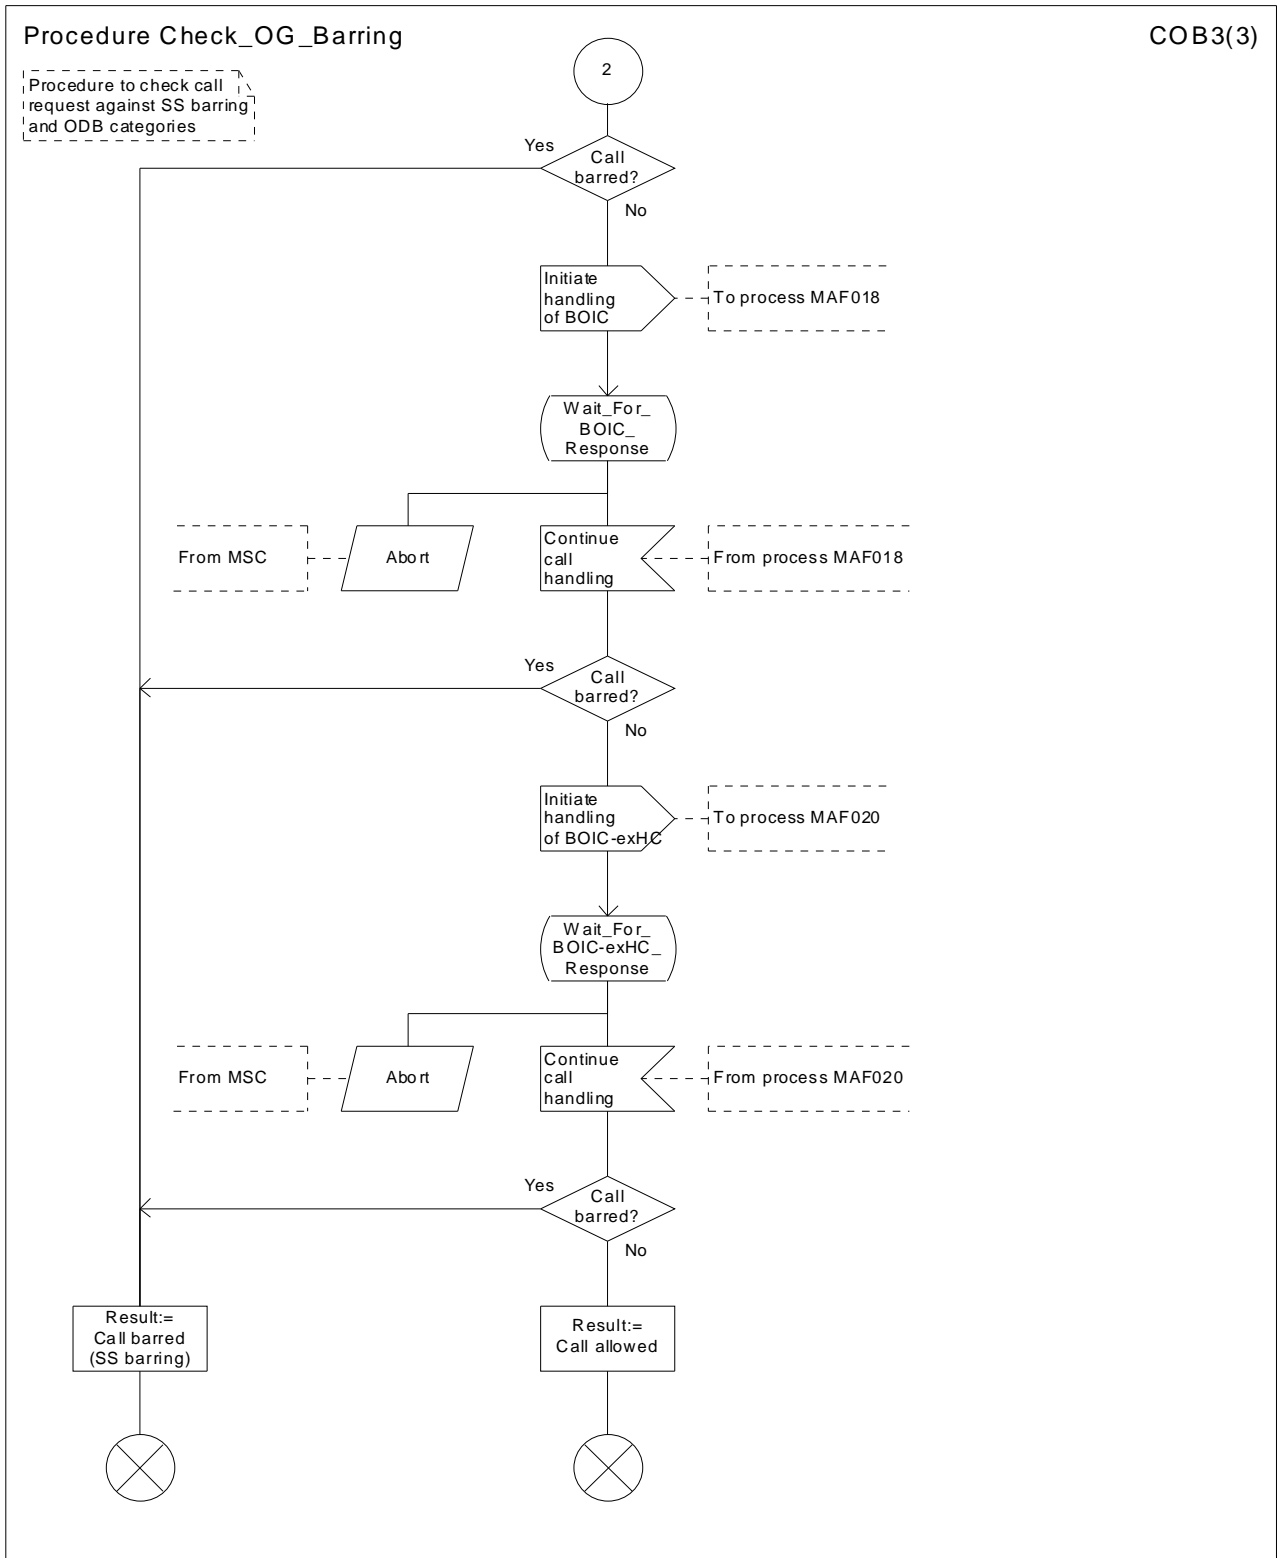 Procedure Check_OG_Barring
COB3(3)
Procedure to check call
request against SS barring
and ODB categories
2
Yes
Call
barred?
No
Initiate
handling
of BOIC
To process MAF018
Wait_For_
BOIC_
Response
From MSC
Abort
Continue
call
handling
From process MAF018
Yes
Call
barred?
No
Initiate
handling
of BOIC-exHC
To process MAF020
Wait_For_
BOIC-exHC_
Response
From MSC
Abort
Continue
call
handling
From process MAF020
Yes
Call
barred?
No
Result:=
Call barred
(SS barring)
Result:=
Call allowed